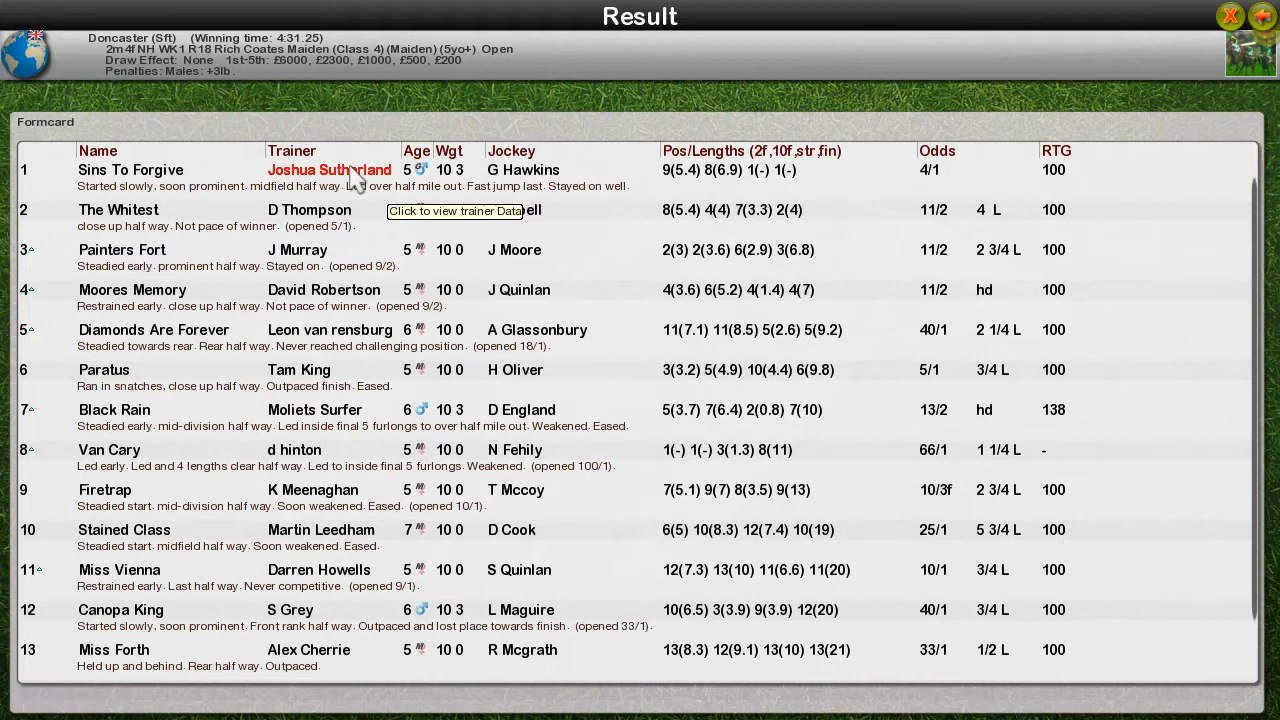 Result
Doncaster (Sft) (Winning time: 4:31.25)
2m4f NH WK1 R18 Rich Coates Maiden (Class 4) (Maiden) (5yo+) Open
Draw Effect: None 1st-5th: £6000, £2300, £1000, £500, £200
Penalties: Males: +3lb.
Formcard
Name Trainer Age Wgt Jockey Pos/Lengths (2f,10f,str,fin) Odds RTG
1 Sins To Forgive Joshua Sutherland 5 10 3 G Hawkins 9(5.4) 8(6.9) 1(-) 1(-) 4/1
Started slowly, soon prominent. midfield half way. over half mile out. Fast jump last. Stayed on well.
2 The Whitest D Thompson 8(5.4) 4(4) 7(3.3) 2(4) 11/2 4 L 100
Click to view trainer Data
close up half way. Not pace of winner. (opened 5/1).
3 Painters Fort J Murray 5 10 0 J Moore 2(3) 2(3.6) 6(2.9) 3(6.8) 11/2 2 3/4 L 100
Steadied early. prominent half way. Stayed on. (opened 9/2).
4 Moores Memory David Robertson 5 10 0 J Quinlan 4(3.6) 6(5.2) 4(1.4) 4(7) 11/2 hd 100
Restrained early. close up half way. Not pace of winner. (opened 9/2).
5 Diamonds Are Forever Leon van rensburg 6 10 0 A Glassonbury 11(7.1) 11(8.5) 5(2.6) 5(9.2) 40/1 2 1/4 L 100
Steadied towards rear. Rear half way. Never reached challenging position. (opened 18/1).
6 Paratus Tam King 5 10 0 H Oliver 3(3.2) 5(4.9) 10(4.4) 6(9.8) 5/1 3/4 L 100
Ran in snatches, close up half way. Outpaced finish. Eased.
7 Black Rain Moliets Surfer 6 10 3 D England 5(3.7) 7(6.4) 2(0.8) 7(10) 13/2 hd 138
Steadied early. mid-division half way. Led inside final 5 furlongs to over half mile out. Weakened. Eased.
8 Van Cary d hinton 5 10 0 N Fehily 1(-) 1(-) 3(1.3) 8(11) 66/1 1 1/4 L -
Led early. Led and 4 lengths clear half way. Led to inside final 5 furlongs. Weakened. (opened 100/1).
9 Firetrap K Meenaghan 5 10 0 T Mccoy 7(5.1) 9(7) 8(3.5) 9(13) 10/3f 2 3/4 L 100
Steadied start. mid-division half way. Soon weakened. Eased. (opened 10/1).
10 Stained Class Martin Leedham 7 10 0 D Cook 6(5) 10(8.3) 12(7.4) 10(19) 25/1 5 3/4 L 100
Steadied start. midfield half way. Soon weakened. Eased.
11 Miss Vienna Darren Howells 5 10 0 S Quinlan 12(7.3) 13(10) 11(6.6) 11(20) 10/1 3/4 L 100
Restrained early. Last half way. Never competitive. (opened 9/1).
12 Canopa King S Grey 6 10 3 L Maguire 10(6.5) 3(3.9) 9(3.9) 12(20) 40/1 3/4 L 100
Started slowly, soon prominent. Front rank half way. Outpaced and lost place towards finish. (opened 33/1).
13 Miss Forth Alex Cherrie 5 10 0 R Mcgrath 13(8.3) 12(9.1) 13(10) 13(21) 33/1 1/2 L 100
Held up and behind. Rear half way. Outpaced.